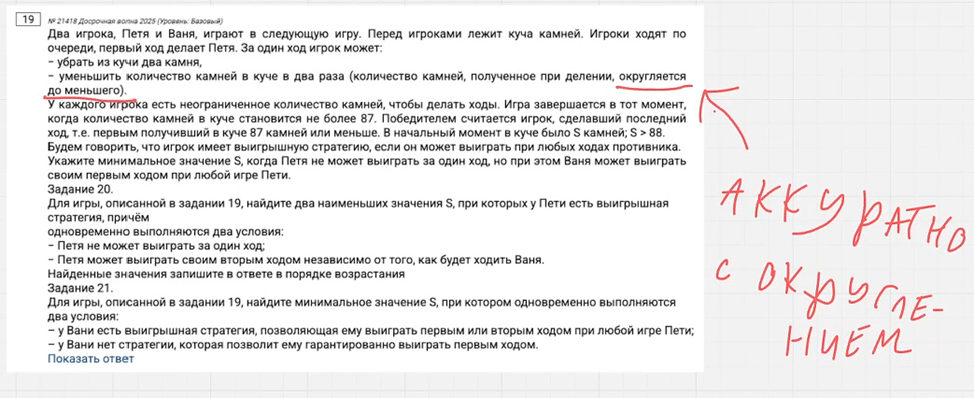 19
№ 21418 Досрочная волна 2025 (Уровень: Базовый)
Два игрока, Петя и Ваня, играют в следующую игру. Перед игроками лежит куча камней. Игроки ходят по
очереди, первый ход делает Петя. За один ход игрок может:
− убрать из кучи два камня,
− уменьшить количество камней в куче в два раза (количество камней, полученное при делении, округляется
до меньшего).
У каждого игрока есть неограниченное количество камней, чтобы делать ходы. Игра завершается в тот момент,
когда количество камней в куче становится не более 87. Победителем считается игрок, сделавший последний
ход, т.е. первым получивший в куче 87 камней или меньше. В начальный момент в куче было S камней; S > 88.
Будем говорить, что игрок имеет выигрышную стратегию, если он может выиграть при любых ходах противника.
Укажите минимальное значение S, когда Петя не может выиграть за один ход, но при этом Ваня может выиграть
своим первым ходом при любой игре Пети.
Задание 20.
Для игры, описанной в задании 19, найдите два наименьших значения S, при которых у Пети есть выигрышная
стратегия, причём
одновременно выполняются два условия:
− Петя не может выиграть за один ход;
− Петя может выиграть своим вторым ходом независимо от того, как будет ходить Ваня.
Найденные значения запишите в ответе в порядке возрастания
Задание 21.
Для игры, описанной в задании 19, найдите минимальное значение S, при котором одновременно выполняются
два условия:
− у Вани есть выигрышная стратегия, позволяющая ему выиграть первым или вторым ходом при любой игре Пети;
− у Вани нет стратегии, которая позволит ему гарантированно выиграть первым ходом.
Показать ответ
АККУРАТНО
С ОКРУГЛЕ-
НИЕМ